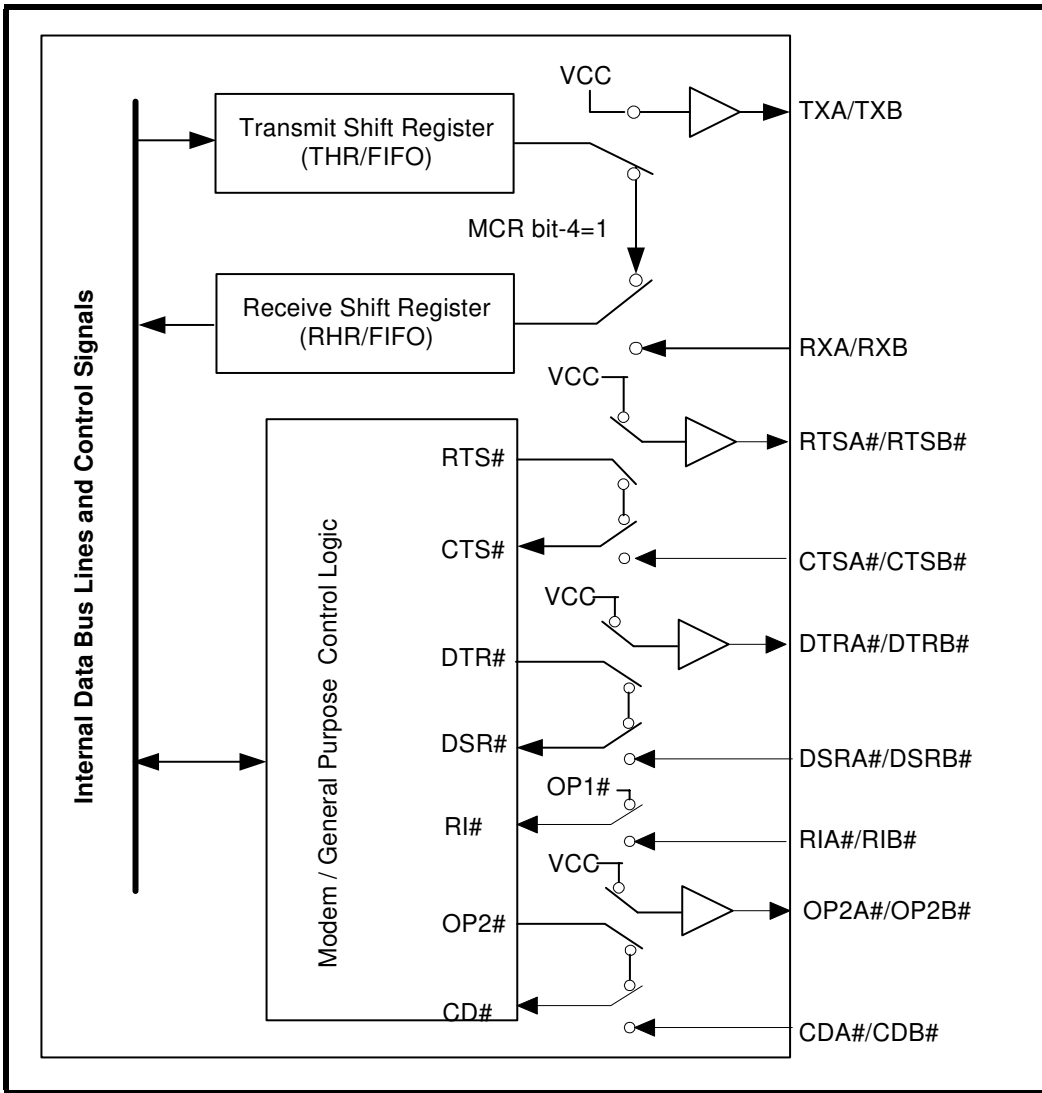 VCC
TXA/TXB
Transmit Shift Register
(THR/FIFO)
MCR bit-4=1
Receive Shift Register
(RHR/FIFO)
RXA/RXB
VCC
RTSA#/RTSB#
RTS#
CTS#
CTSA#/CTSB#
VCC
DTRA#/DTRB#
DTR#
DSR#
DSRA#/DSRB#
OP1#
RI#
RIA#/RIB#
VCC
OP2A#/OP2B#
OP2#
CD#
CDA#/CDB#
Internal Data Bus Lines and Control Signals
Modem / General Purpose Control Logic